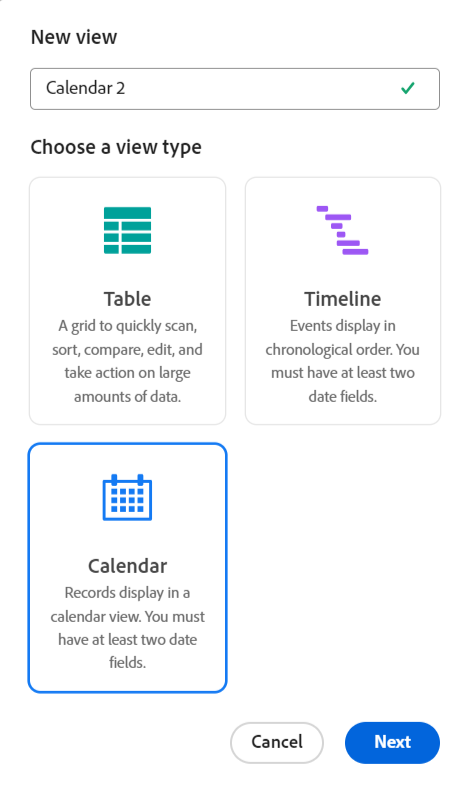 New view
Calendar 2
Choose a view type
Table
A grid to quickly scan,
sort, compare, edit, and
take action on large
amounts of data.
Timeline
Events display in
chronological order. You
must have at least two
date fields.
Calendar
Records display in a
calendar view. You must
have at least two date
fields.
Cancel
Next